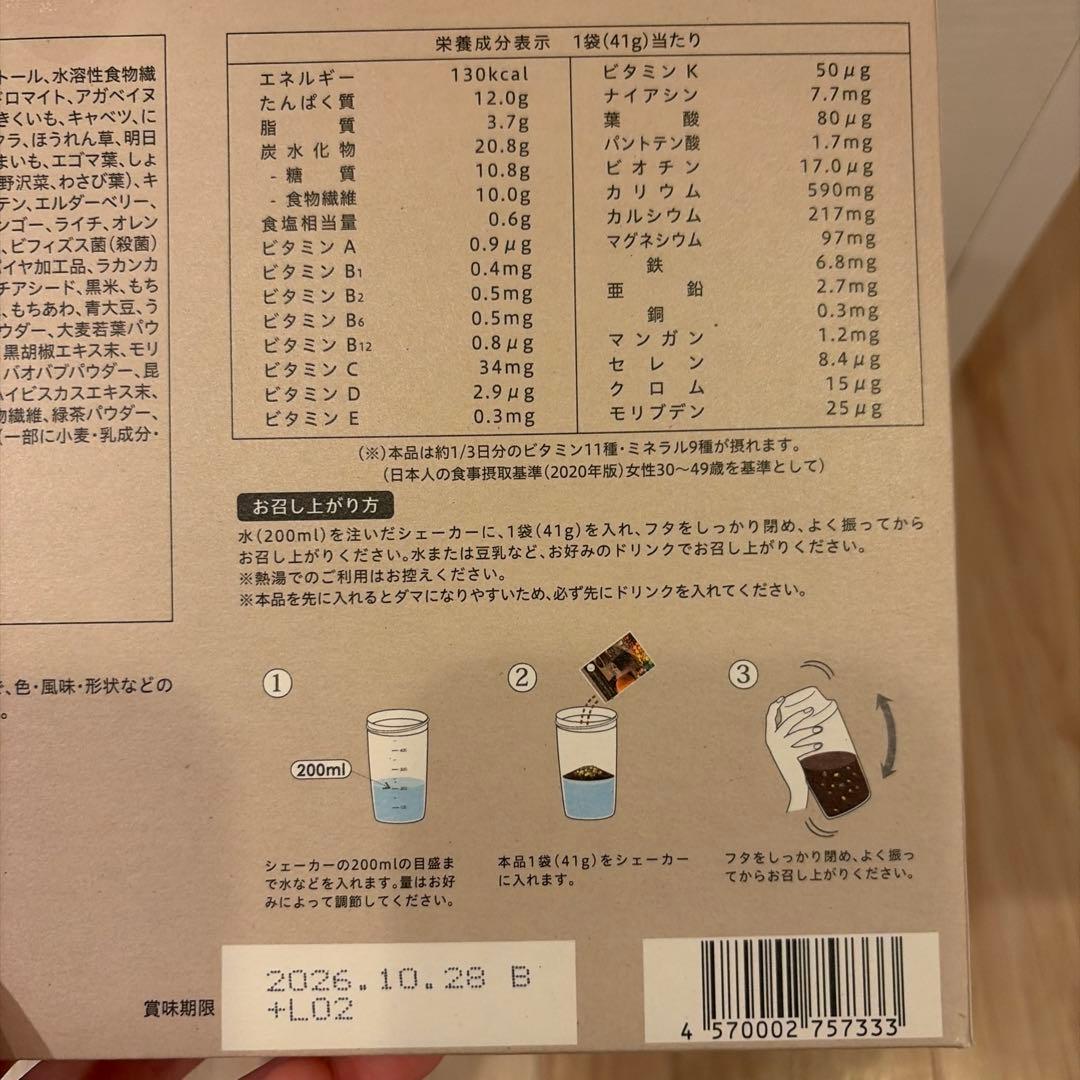 トール、水溶性食物繊
ドロマイト、アガベイヌ
きくいも、キャベツ、に
クラ、ほうれん草、明日
まいも、エゴマ葉、しょ
野沢菜、わさび葉)、キ
テン、エルダーベリー、
ンゴー、ライチ、オレン
、ビフィズス菌(殺菌)
パイヤ加工品、ラカンカ
チアシード、黒米、もち
、もちあわ、青大豆、う
ウダー、大麦若葉パウ
黒胡椒エキス末、モリ
バオバブパウダー、昆
ハイビスカスエキス末、
物繊維、緑茶パウダー、
(一部に小麦・乳成分・
、色・風味・形状などの
。
栄養成分表示 1袋(41g)当たり
エネルギー 130kcal
たんぱく質 12.0g
脂質 3.7g
炭水化物 20.8g
- 糖質 10.8g
- 食物繊維 10.0g
食塩相当量 0.6g
ビタミン A 0.9μg
ビタミン B1 0.4mg
ビタミン B2 0.5mg
ビタミン B6 0.5mg
ビタミン B12 0.8μg
ビタミン C 34mg
ビタミン D 2.9μg
ビタミン E 0.3mg
ビタミン K 50μg
ナイアシン 7.7mg
葉酸 80μg
パントテン酸 1.7mg
ビオチン 17.0μg
カリウム 590mg
カルシウム 217mg
マグネシウム 97mg
鉄 6.8mg
亜鉛 2.7mg
銅 0.3mg
マンガン 1.2mg
セレン 8.4μg
クロム 15μg
モリブデン 25μg
(※)本品は約1/3日分のビタミン11種・ミネラル9種が摂れます。
(日本人の食事摂取基準(2020年版)女性30〜49歳を基準として)
お召し上がり方
水(200ml)を注いだシェーカーに、1袋(41g)を入れ、フタをしっかり閉め、よく振ってから
お召し上がりください。水または豆乳など、お好みのドリンクでお召し上がりください。
※熱湯でのご利用はお控えください。
※本品を先に入れるとダマになりやすいため、必ず先にドリンクを入れてください。
①
200ml
シェーカーの200mlの目盛ま
で水などを入れます。量はお好
みによって調節してください。
②
本品1袋(41g)をシェーカー
に入れます。
③
フタをしっかり閉め、よく振っ
てからお召し上がりください。
賞味期限
2026.10.28 B
+L02
4 570002 757333